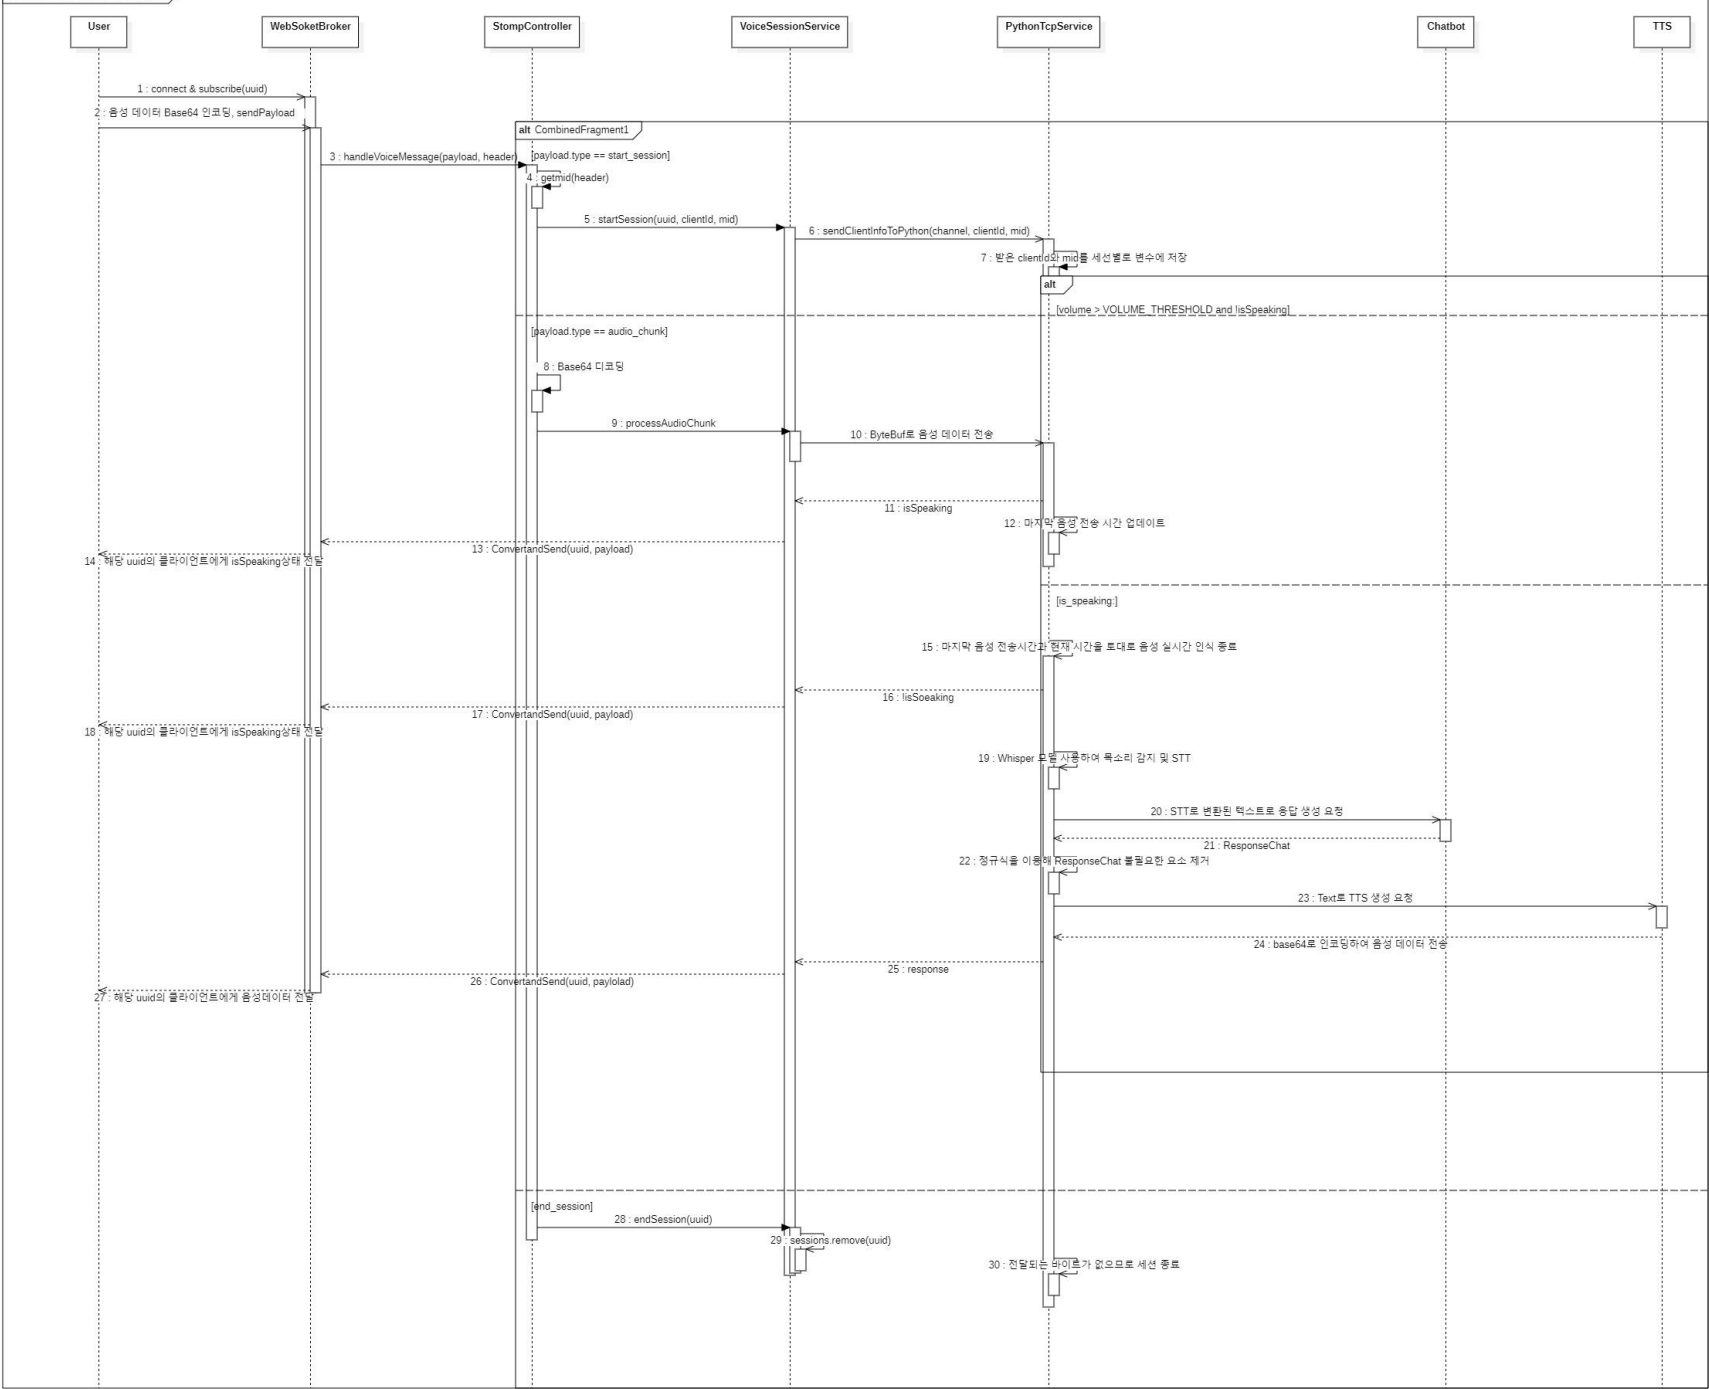 User
WebSoketBroker
StompController
VoiceSessionService
PythonTcpService
Chatbot
TTS
1 : connect & subscribe(uuid)
2 : 음성 데이터 Base64 인코딩, sendPayload
alt CombinedFragment1
3 : handleVoiceMessage(payload, header)
[payload.type == start_session]
4 : getmid(header)
5 : startSession(uuid, clientId, mid)
6 : sendClientInfoToPython(channel, clientId, mid)
7 : 받은 clientId와 mid를 세션별로 변수에 저장
alt
[volume > VOLUME_THRESHOLD and !isSpeaking]
[payload.type == audio_chunk]
8 : Base64 디코딩
9 : processAudioChunk
10 : ByteBuf로 음성 데이터 전송
11 : isSpeaking
12 : 마지막 음성 전송 시간 업데이트
13 : ConvertandSend(uuid, payload)
14 : 해당 uuid의 클라이언트에게 isSpeaking상태 전달
[is_speaking:]
15 : 마지막 음성 전송시간과 현재 시간을 토대로 음성 실시간 인식 종료
16 : !isSoeaking
17 : ConvertandSend(uuid, payload)
18 : 해당 uuid의 클라이언트에게 isSpeaking상태 전달
19 : Whisper 모델 사용하여 목소리 감지 및 STT
20 : STT로 변환된 텍스트로 응답 생성 요청
21 : ResponseChat
22 : 정규식을 이용해 ResponseChat 불필요한 요소 제거
23 : Text로 TTS 생성 요청
24 : base64로 인코딩하여 음성 데이터 전송
25 : response
26 : ConvertandSend(uuid, paylolad)
27 : 해당 uuid의 클라이언트에게 음성데이터 전달
[end_session]
28 : endSession(uuid)
29 : sessions.remove(uuid)
30 : 전달되는 바이트가 없으므로 세션 종료